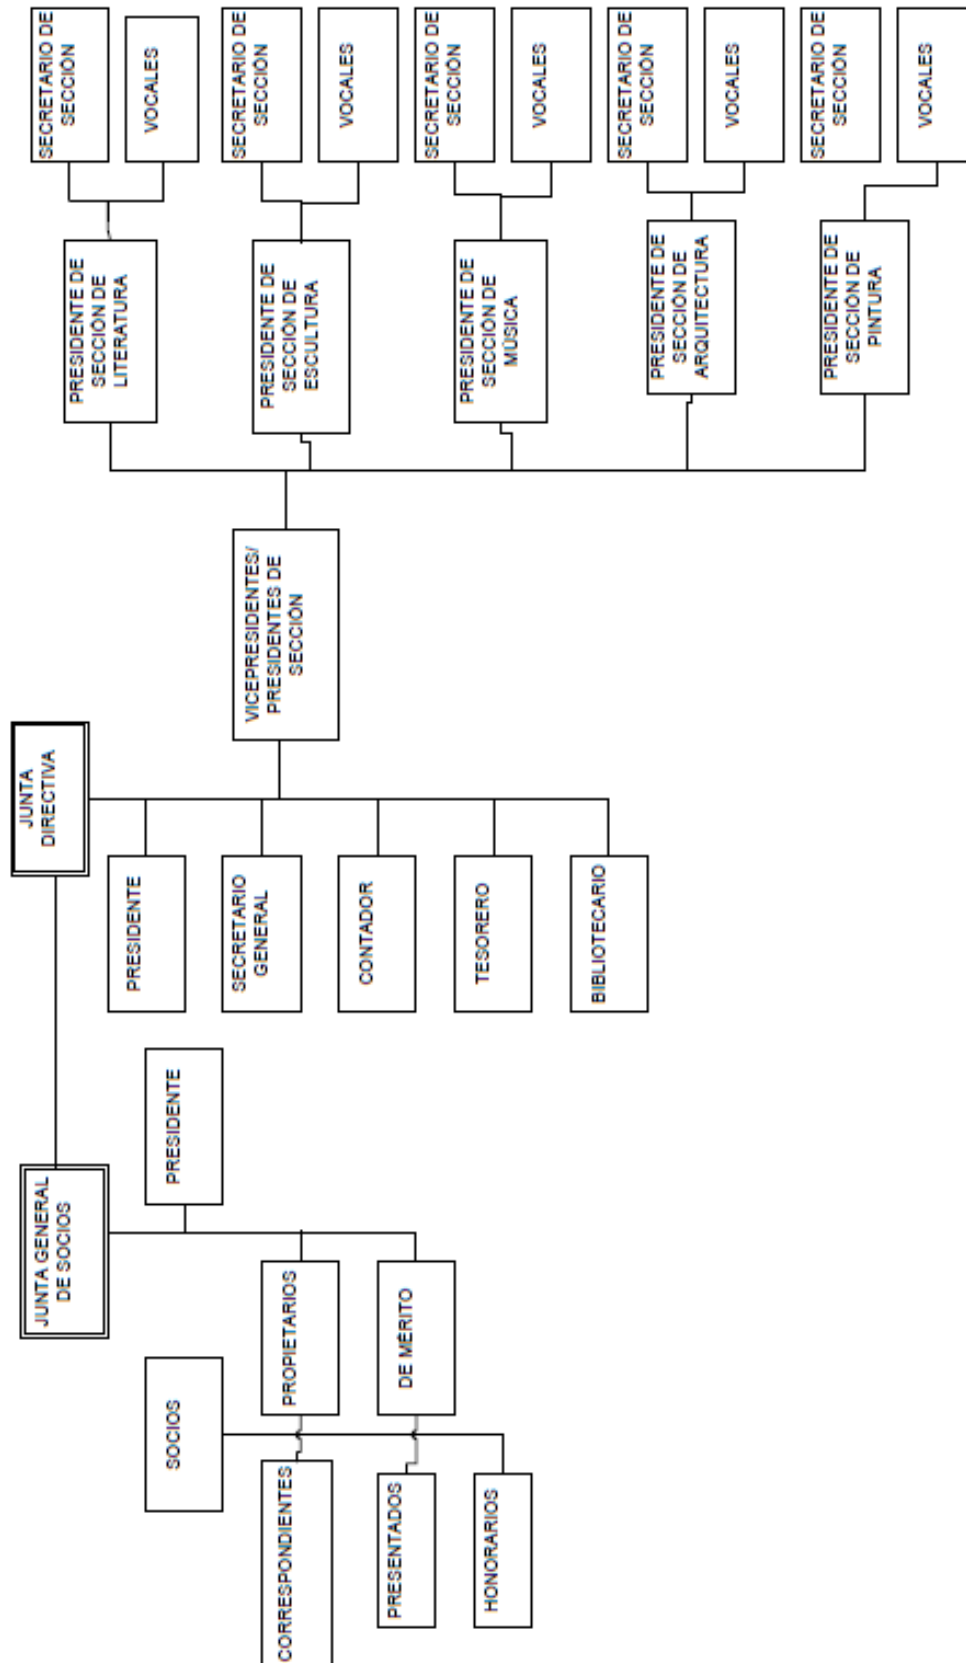 JUNTA GENERAL
DE SOCIOS
JUNTA
DIRECTIVA
SOCIOS
PRESIDENTE
CORRESPONDIENTES
PROPIETARIOS
PRESENTADOS
DE MÉRITO
HONORARIOS
PRESIDENTE
SECRETARIO
GENERAL
CONTADOR
TESORERO
BIBLIOTECARIO
VICEPRESIDENTES/
PRESIDENTES DE
SECCIÓN
PRESIDENTE DE
SECCIÓN DE
LITERATURA
SECRETARIO DE
SECCIÓN
VOCALES
PRESIDENTE DE
SECCIÓN DE
ESCULTURA
SECRETARIO DE
SECCIÓN
VOCALES
PRESIDENTE DE
SECCIÓN DE
MÚSICA
SECRETARIO DE
SECCIÓN
VOCALES
PRESIDENTE DE
SECCIÓN DE
ARQUITECTURA
SECRETARIO DE
SECCIÓN
VOCALES
PRESIDENTE DE
SECCIÓN DE
PINTURA
SECRETARIO DE
SECCIÓN
VOCALES